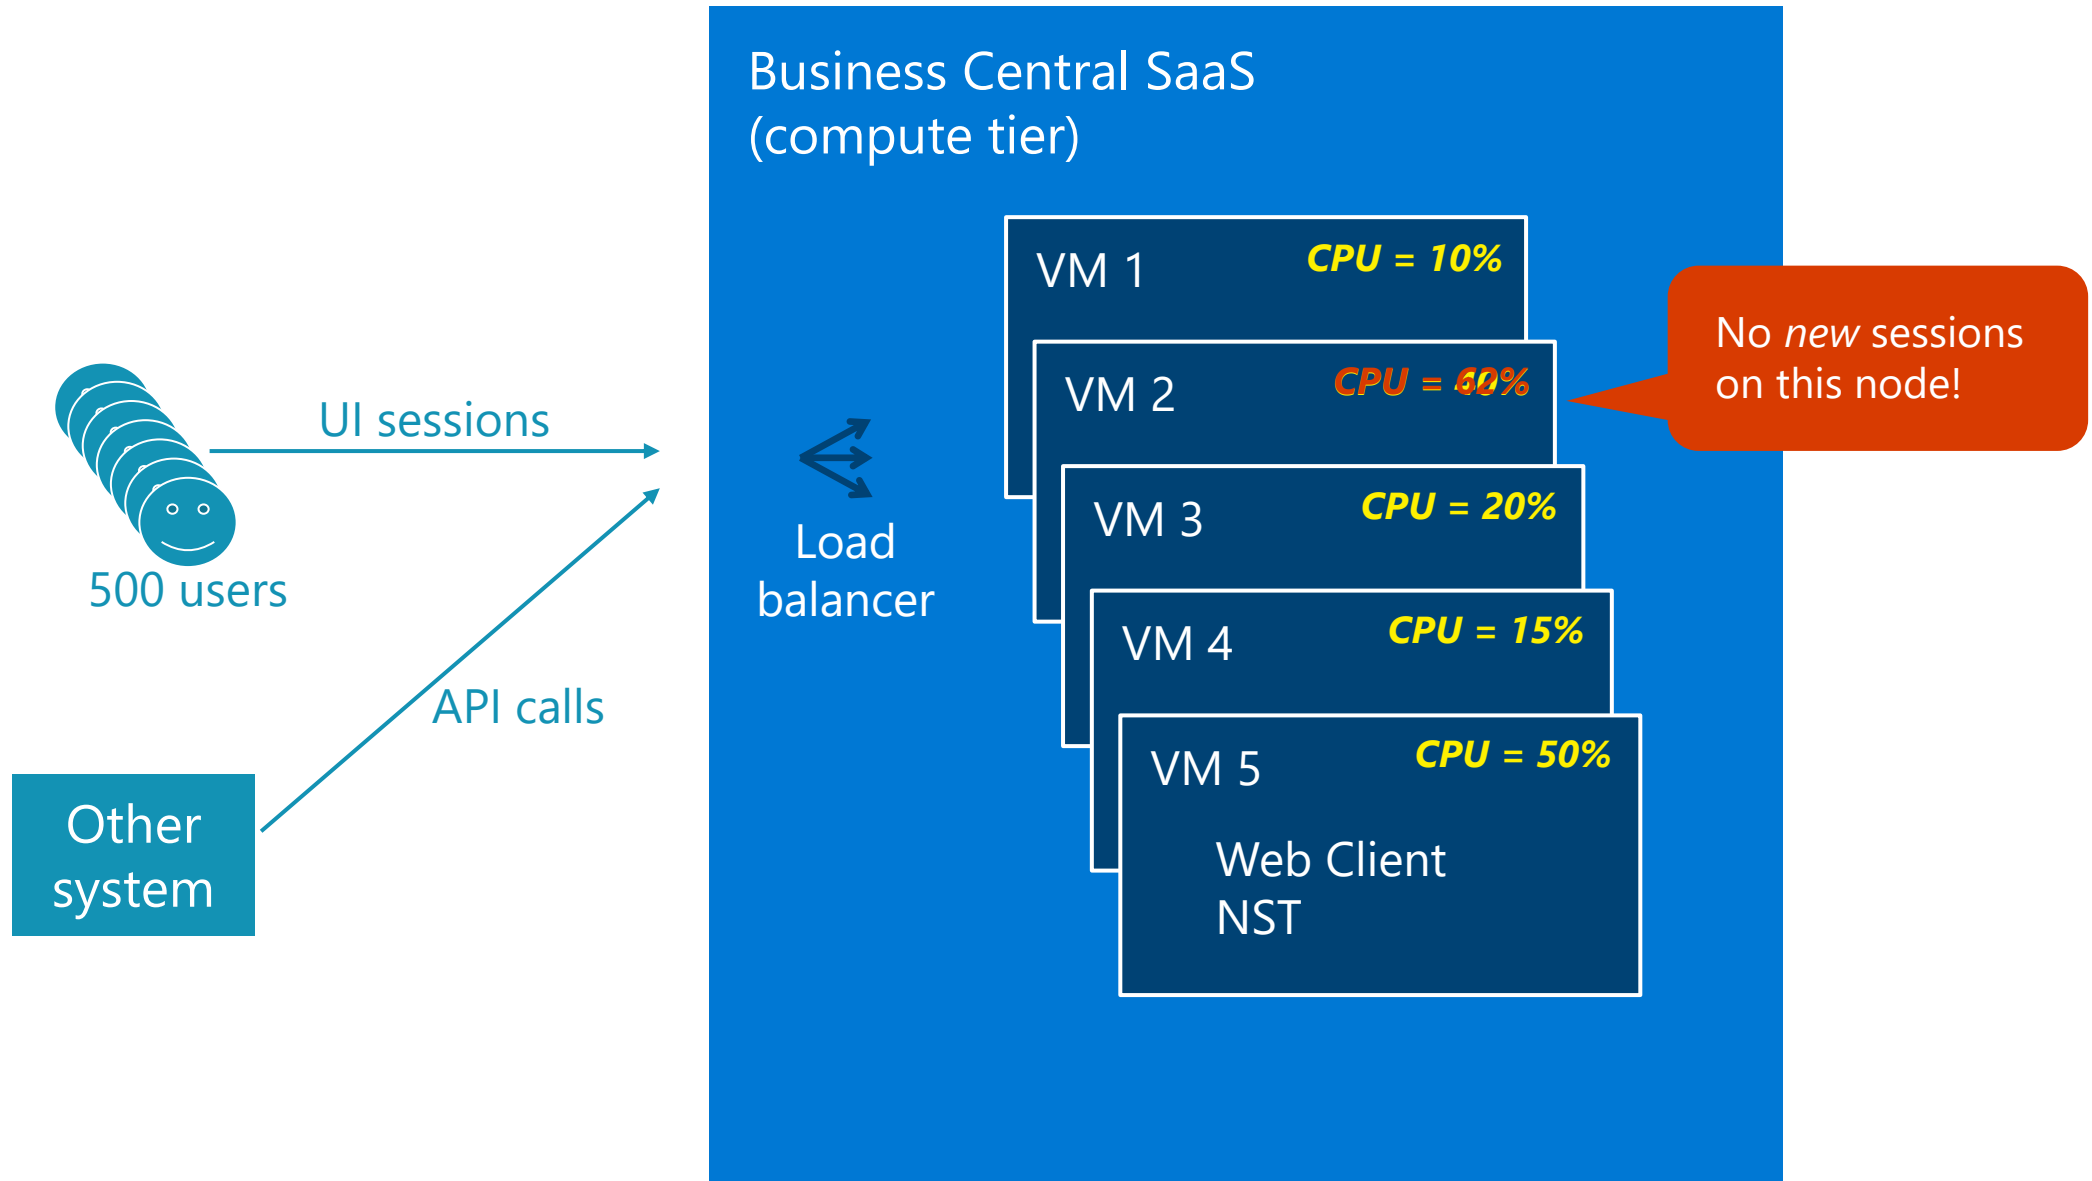 Business Central SaaS
(compute tier)
VM 1
CPU = 10%
VM 2
CPU =
No new sessions
on this node!
UI sessions
VM 3
CPU = 20%
Load
balancer
500 users
VM 4
CPU = 15%
API calls
VM 5
CPU = 50%
Other
system
Web Client
NST